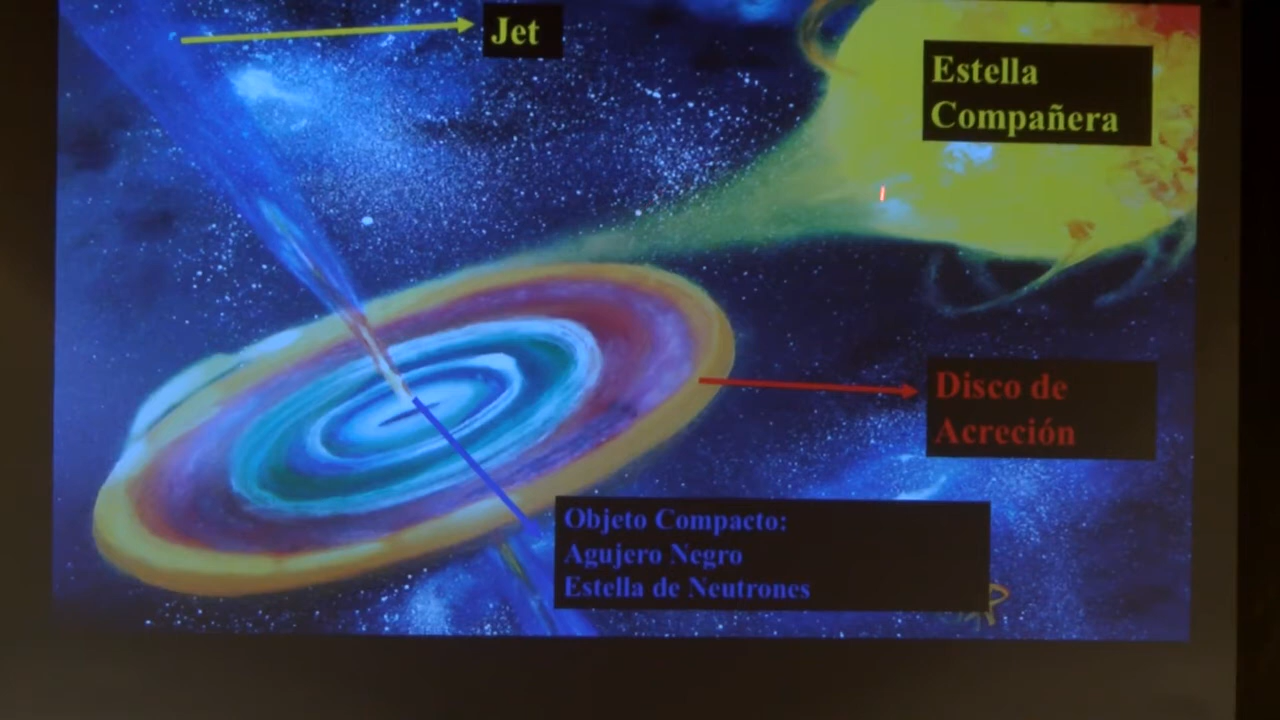 Jet
Estella
Compañera
Disco de
Acreción
Objeto Compacto:
Agujero Negro
Estella de Neutrones